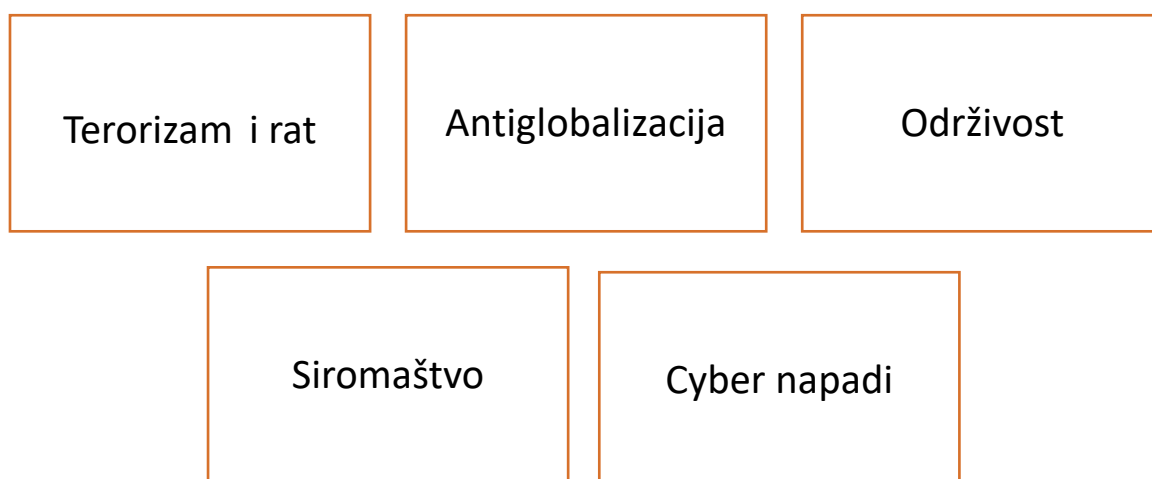 Terorizam i rat
Antiglobalizacija
Održivost
Siromaštvo
Cyber napadi